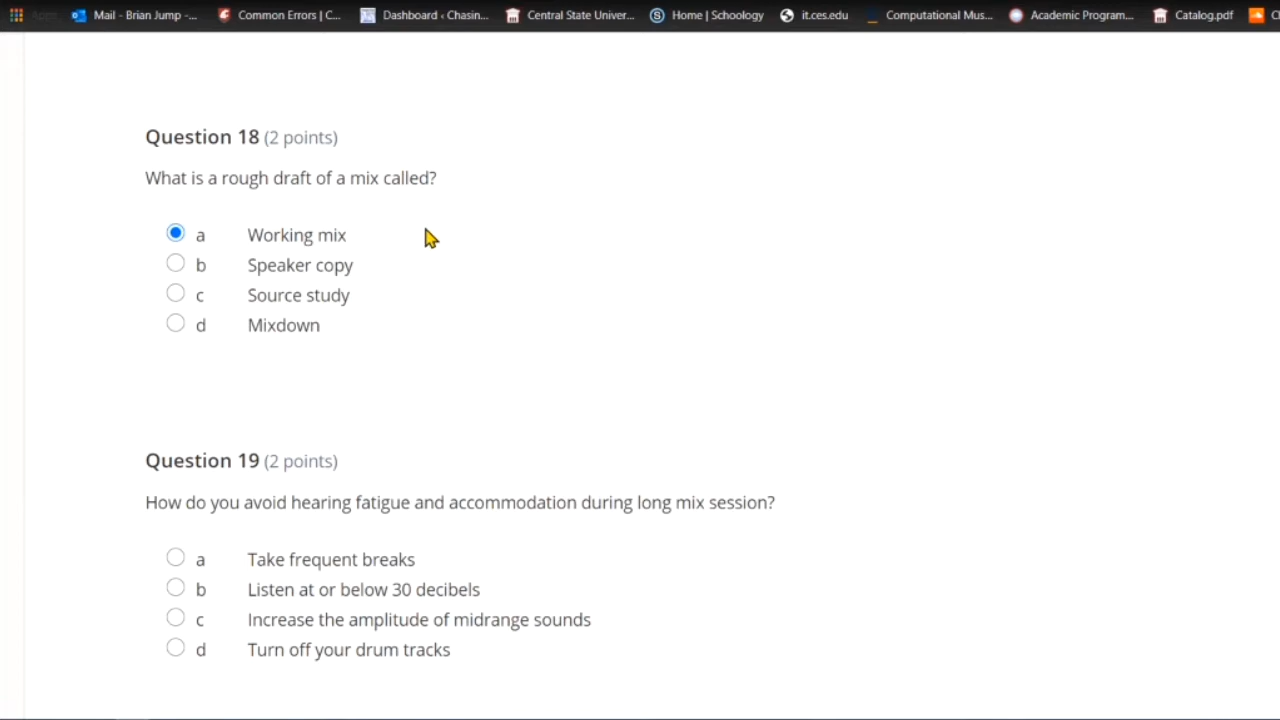 Mail - Brian Jump -... Common Errors | C... Dashboard ‹ Chasin... Central State Univer... Home | Schoology it.ces.edu Computational Mus... Academic Program... Catalog.pdf
Question 18 (2 points)
What is a rough draft of a mix called?
a Working mix
b Speaker copy
c Source study
d Mixdown
Question 19 (2 points)
How do you avoid hearing fatigue and accommodation during long mix session?
a Take frequent breaks
b Listen at or below 30 decibels
c Increase the amplitude of midrange sounds
d Turn off your drum tracks